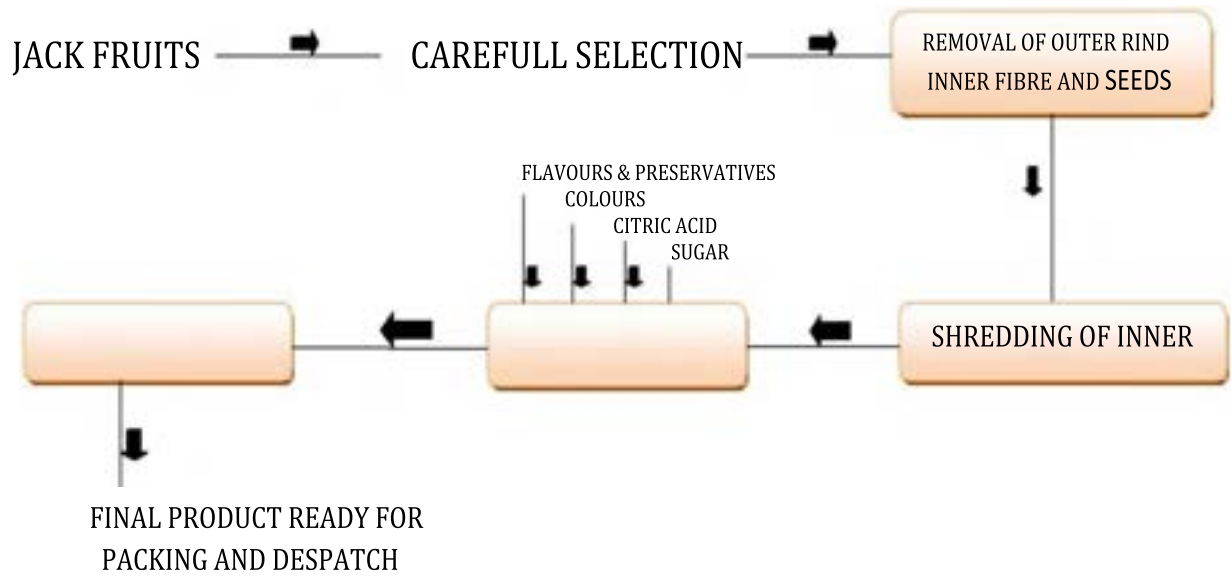 JACK FRUITS
CAREFULL SELECTION
REMOVAL OF OUTER RIND
INNER FIBRE AND SEEDS
FLAVOURS & PRESERVATIVES
COLOURS
CITRIC ACID
SUGAR
SHREDDING OF INNER
FINAL PRODUCT READY FOR
PACKING AND DESPATCH